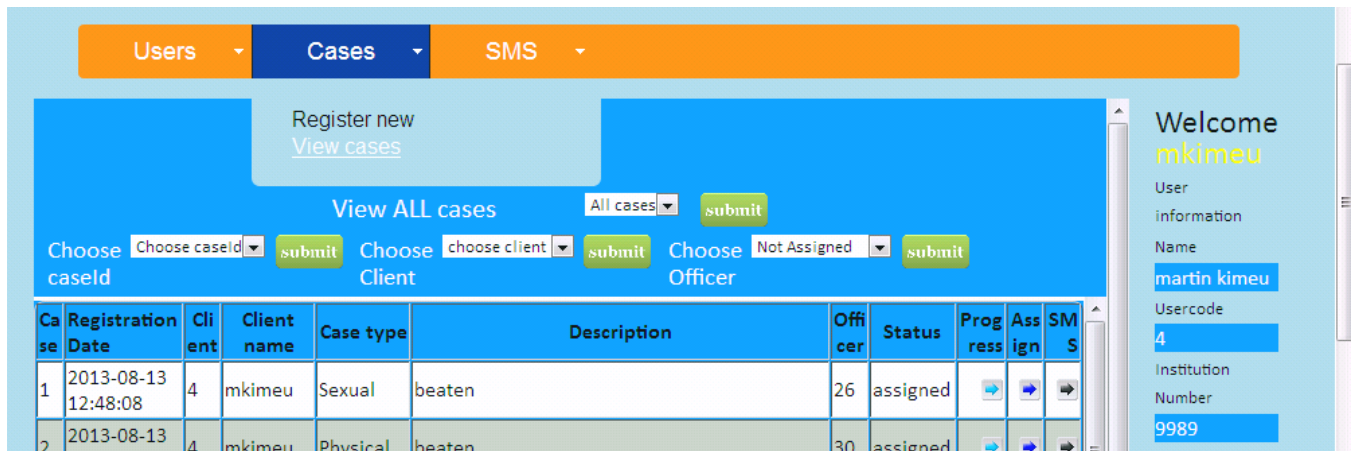 Users Cases SMS
Register new
View cases
View ALL cases All cases submit
Choose caseId Choose caseId submit Choose Client choose client submit Choose Officer Not Assigned submit
Case Registration Date Client Client name Case type Description Officer Status Progress Assign SMS
1 2013-08-13 12:48:08 4 mkimeu Sexual beaten 26 assigned
2 2013-08-13 4 mkimeu Physical beaten 30 assigned
Welcome
mkimeu
User
information
Name
martin kimeu
Usercode
4
Institution
Number
9989